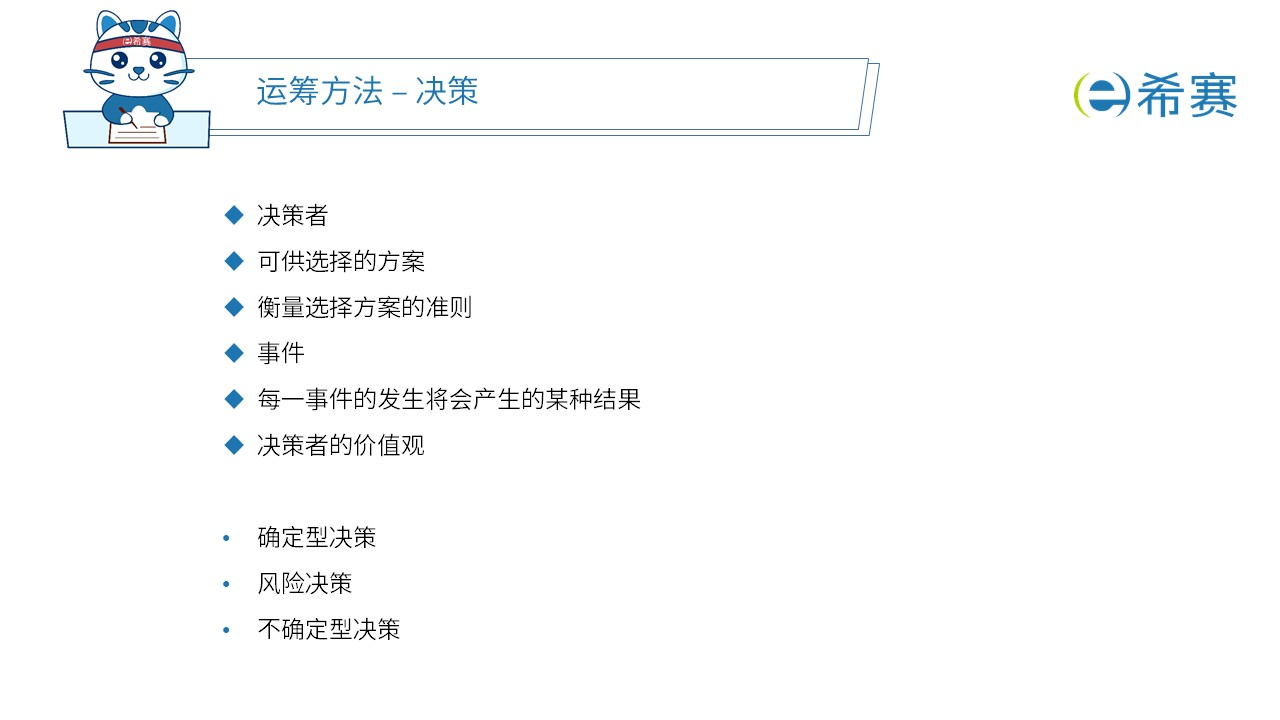 希赛
运筹方法 – 决策
希赛
决策者
可供选择的方案
衡量选择方案的准则
事件
每一事件的发生将会产生的某种结果
决策者的价值观
确定型决策
风险决策
不确定型决策